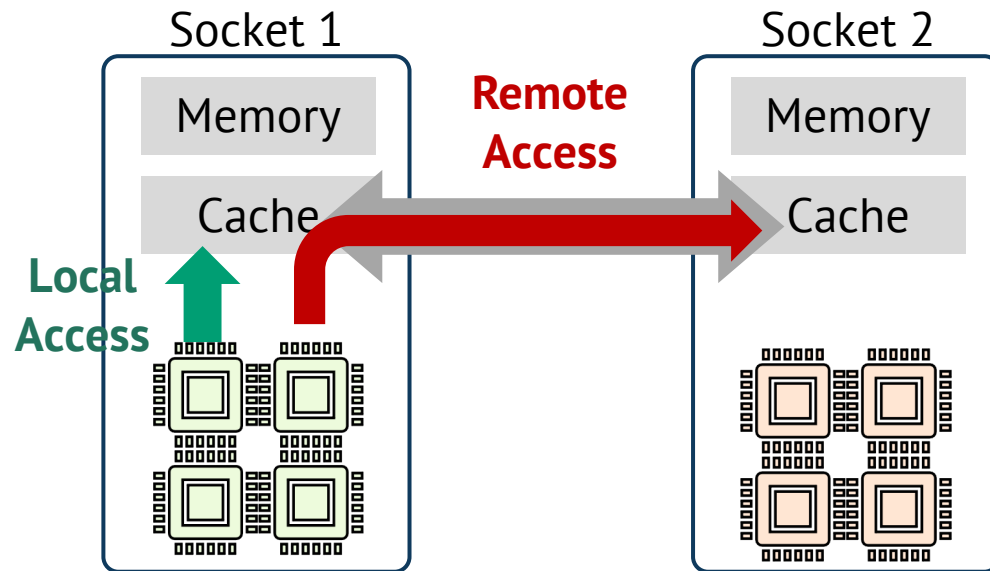 Socket 1
Socket 2
Memory
Remote
Access
Memory
Cache
Cache
Local
Access